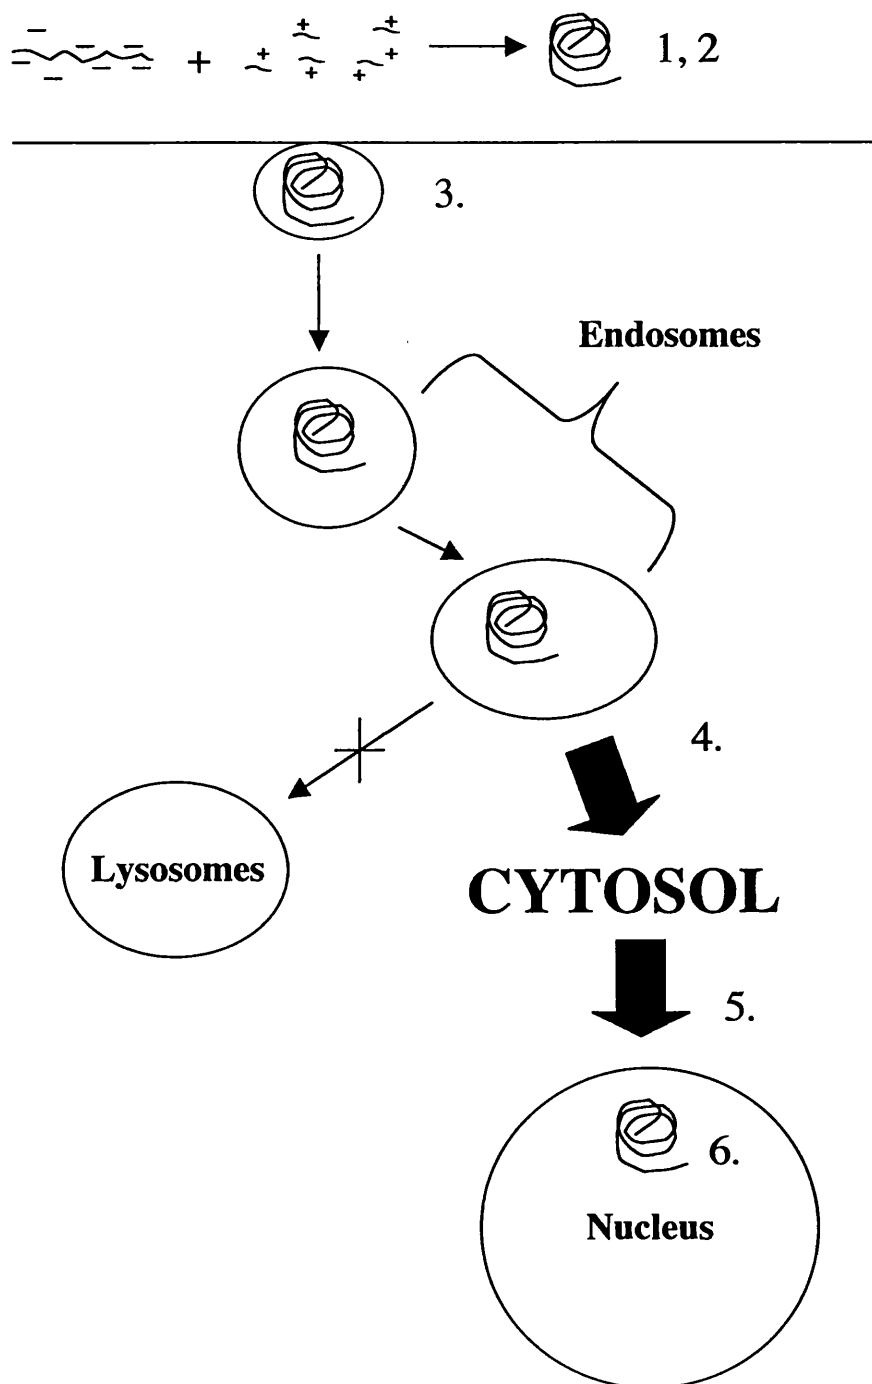 +
1, 2
3.
Endosomes
4.
Lysosomes
CYTOSOL
5.
6.
Nucleus